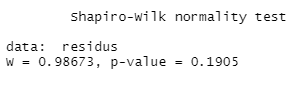 Shapiro-Wilk normality test
data:  residus
W = 0.98673, p-value = 0.1905